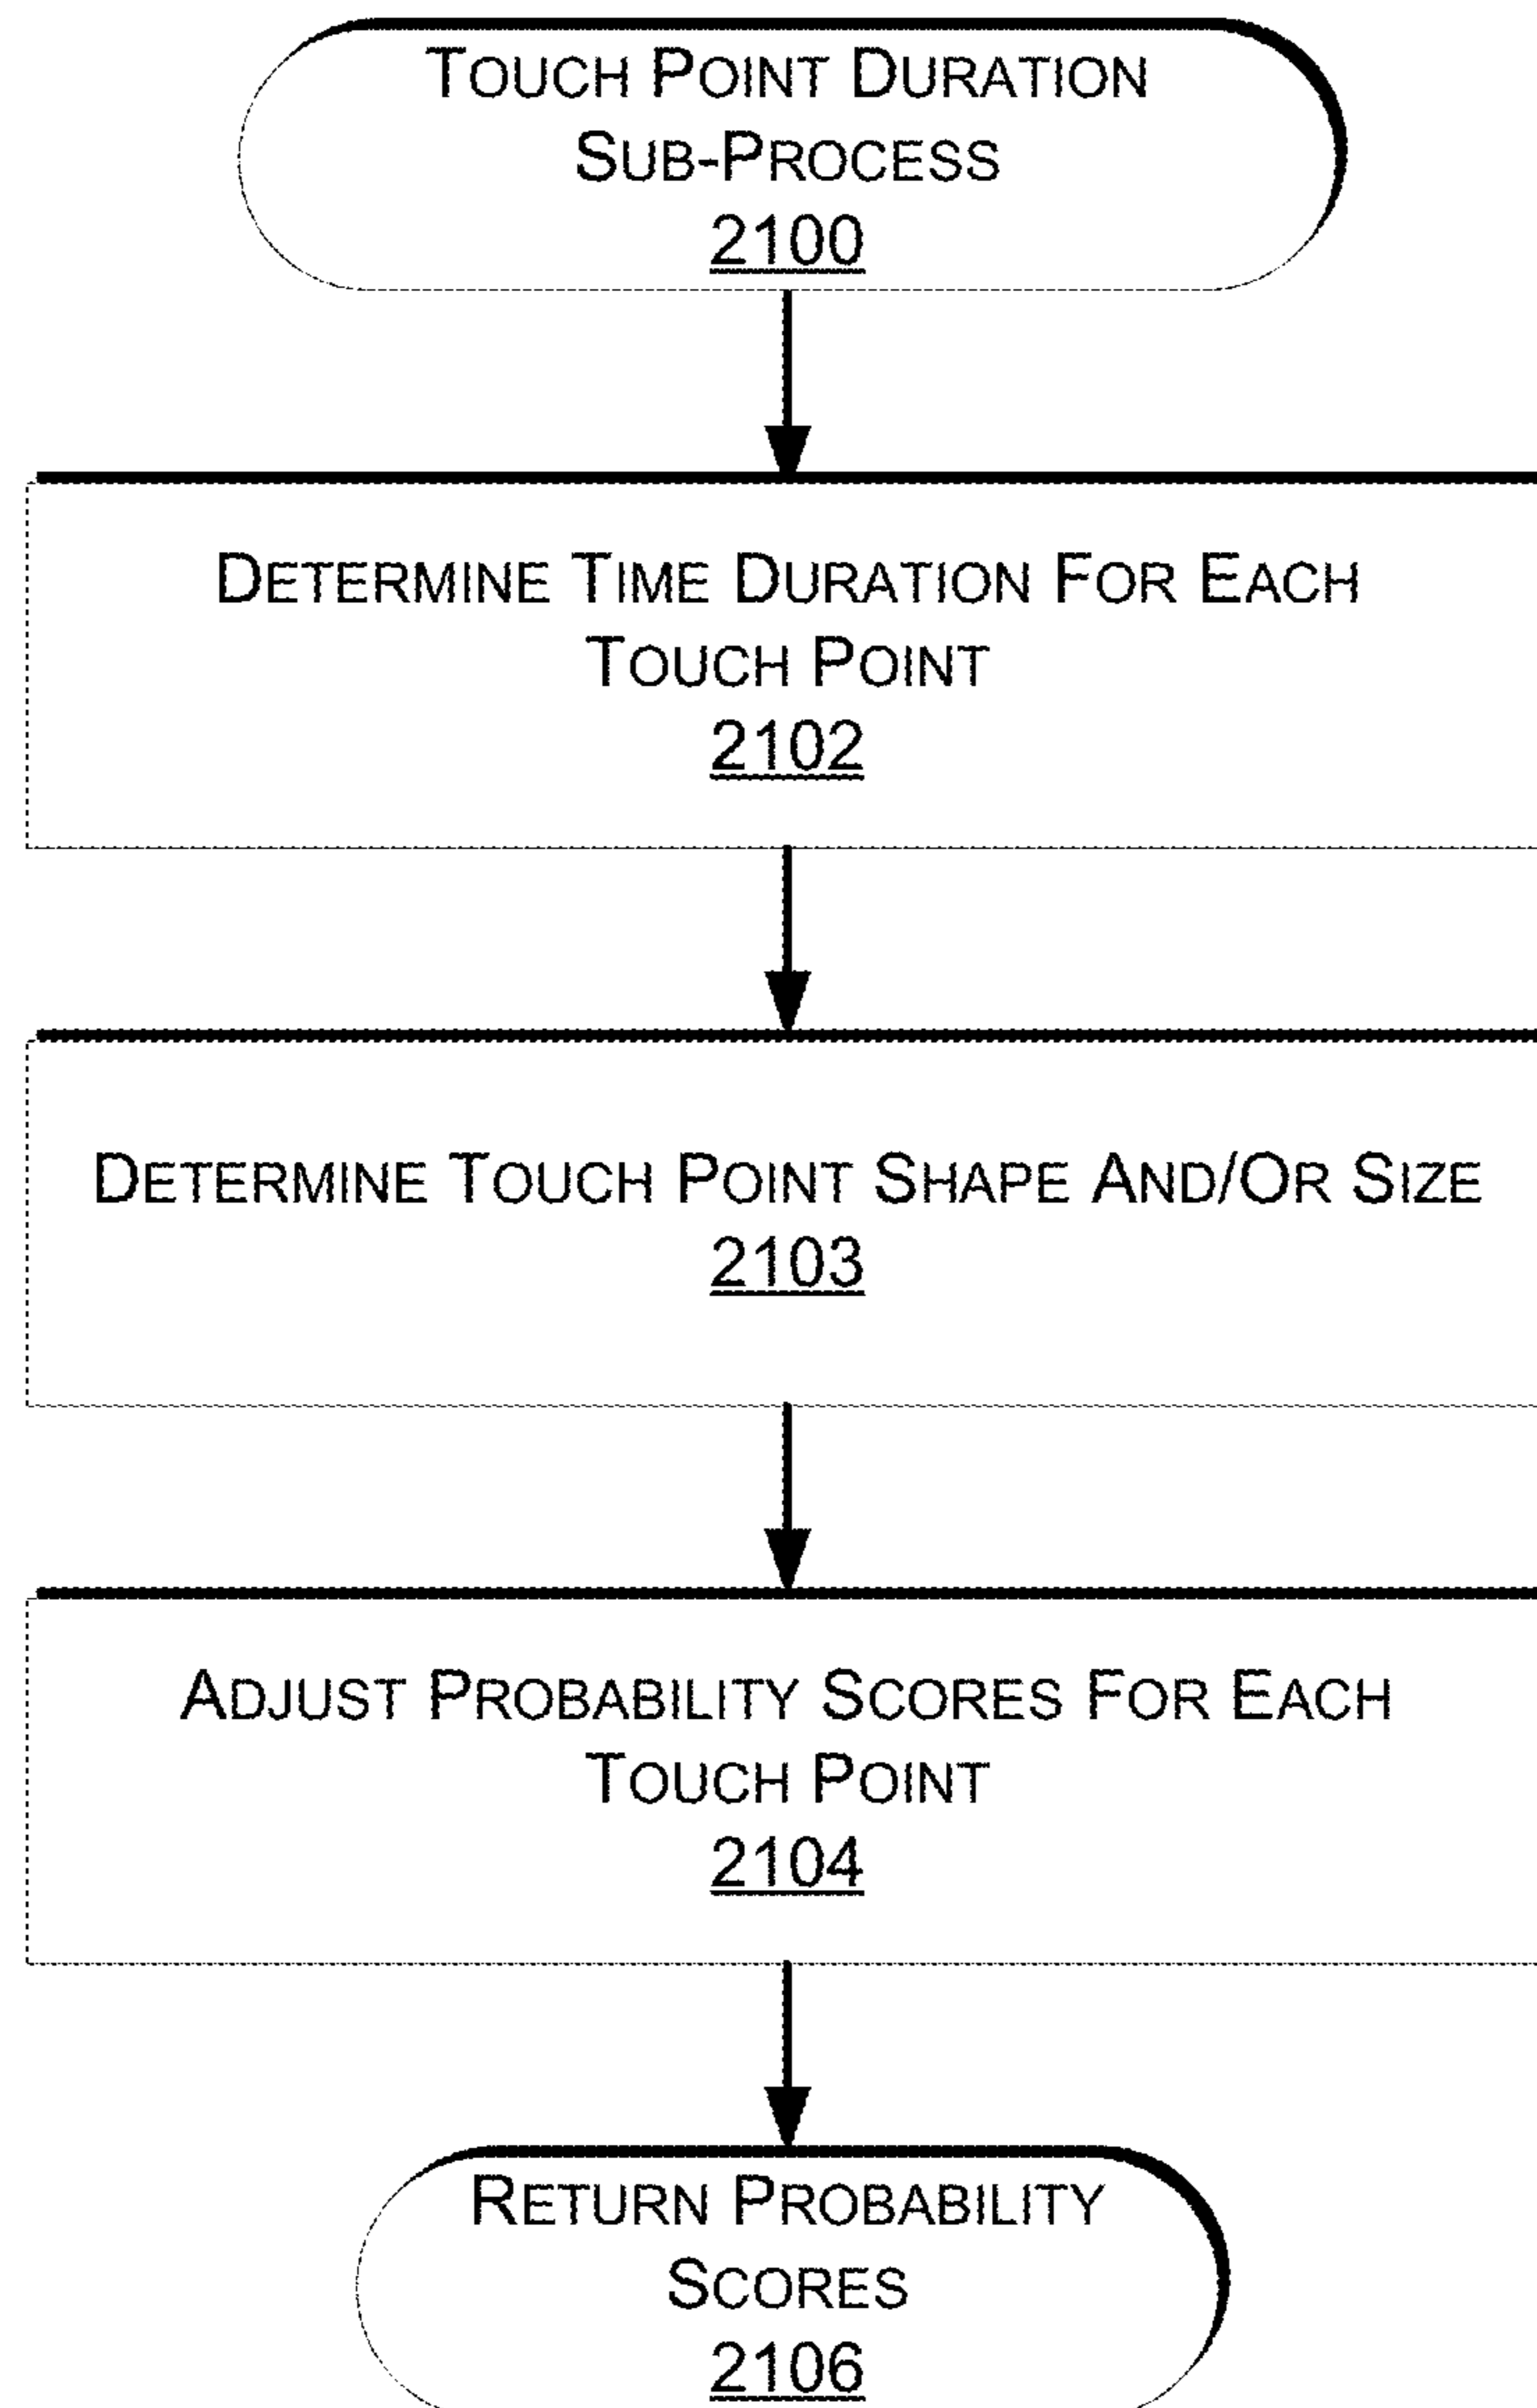 TOUCH POINT DURATION
SUB-PROCESS
2100
DETERMINE TIME DURATION FOR EACH
TOUCH POINT
2102
DETERMINE TOUCH POINT SHAPE AND/OR SIZE
2103
ADJUST PROBABILITY SCORES FOR EACH
TOUCH POINT
2104
RETURN PROBABILITY
SCORES
2106